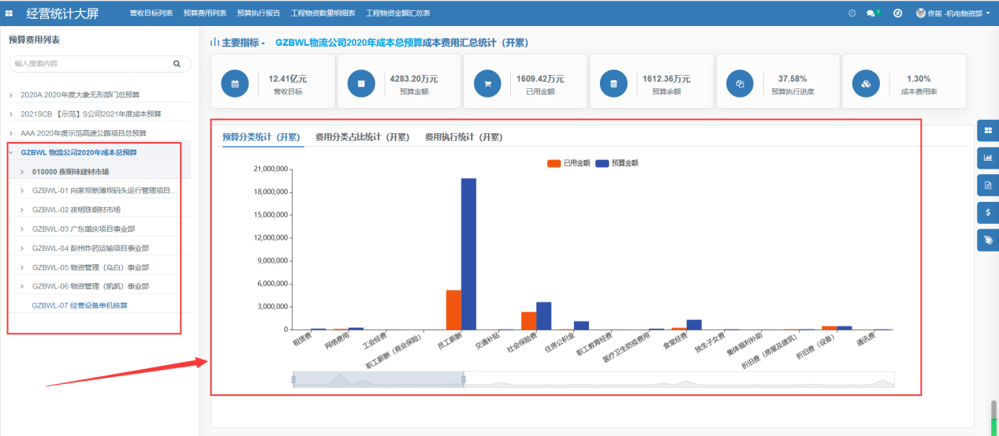 经营统计大屏
营收目标列表 预算费用列表 预算执行报告 工程物资数量明细表 工程物资金额汇总表
1
佟笛 -机电物资部
预算费用列表
输入搜索内容
2020A 2020年度大象无形部门总预算
2021SCB 【示范】S公司2021年度成本预算
AAA 2020年度示范高速公路项目总预算
GZBWL 物流公司2020年成本总预算
010000 夜明珠建材市场
GZBWL-01 向家坝新滩坝码头运行管理项目...
GZBWL-02 夜明珠钢材市场
GZBWL-03 广东肇庆项目事业部
GZBWL-04 彭州炸药运输项目事业部
GZBWL-05 物资管理（乌白）事业部
GZBWL-06 物资管理（凯凯）事业部
GZBWL-07 经营设备单机核算
主要指标 - GZBWL物流公司2020年成本总预算成本费用汇总统计（开累）
12.41亿元
营收目标
4283.20万元
预算金额
1609.42万元
已用金额
1612.36万元
预算余额
37.58%
预算执行进度
1.30%
成本费用率
预算分类统计（开累） 费用分类占比统计（开累） 费用执行统计（开累）
已用金额 预算金额
21,000,000
18,000,000
15,000,000
12,000,000
9,000,000
6,000,000
3,000,000
0
租赁费
网络费用
工会经费
职工薪酬（商业保险）
员工薪酬
交通补贴
社会保险费
住房公积金
职工教育经费
医疗卫生防疫费用
食堂经费
独生子女费
集体福利补助
折旧费（房屋及建筑）
折旧费（设备）
通讯费